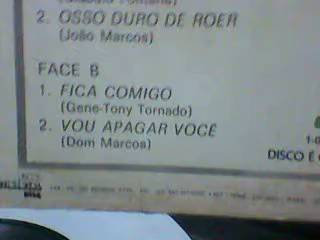 2. OSSO DURO DE ROER
(João Marcos)
FACE B
1. FICA COMIGO
(Gene-Tony Tornado)
2. VOU APAGAR VOCÊ
(Dom Marcos)
DISCO É